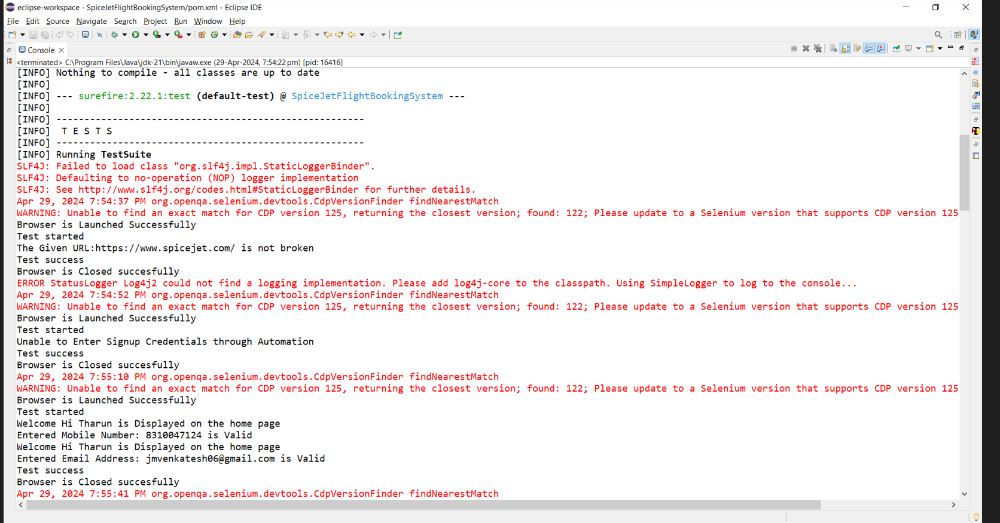 eclipse-workspace - SpiceJetFlightBookingSystem/pom.xml - Eclipse IDE
File Edit Source Navigate Search Project Run Window Help
Console
<terminated> C:\Program Files\Java\jdk-21\bin\javaw.exe (29-Apr-2024, 7:54:22 pm) [pid: 16416]
[INFO] Nothing to compile - all classes are up to date
[INFO]
[INFO] --- surefire:2.22.1:test (default-test) @ SpiceJetFlightBookingSystem ---
[INFO]
[INFO] -------------------------------------------------------
[INFO]  T E S T S
[INFO] -------------------------------------------------------
[INFO] Running TestSuite
SLF4J: Failed to load class "org.slf4j.impl.StaticLoggerBinder".
SLF4J: Defaulting to no-operation (NOP) logger implementation
SLF4J: See http://www.slf4j.org/codes.html#StaticLoggerBinder for further details.
Apr 29, 2024 7:54:37 PM org.openqa.selenium.devtools.CdpVersionFinder findNearestMatch
WARNING: Unable to find an exact match for CDP version 125, returning the closest version; found: 122; Please update to a Selenium version that supports CDP version 125
Browser is Launched Successfully
Test started
The Given URL:https://www.spicejet.com/ is not broken
Test success
Browser is Closed succesfully
ERROR StatusLogger Log4j2 could not find a logging implementation. Please add log4j-core to the classpath. Using SimpleLogger to log to the console...
Apr 29, 2024 7:54:52 PM org.openqa.selenium.devtools.CdpVersionFinder findNearestMatch
WARNING: Unable to find an exact match for CDP version 125, returning the closest version; found: 122; Please update to a Selenium version that supports CDP version 125
Browser is Launched Successfully
Test started
Unable to Enter Signup Credentials through Automation
Test success
Browser is Closed succesfully
Apr 29, 2024 7:55:10 PM org.openqa.selenium.devtools.CdpVersionFinder findNearestMatch
WARNING: Unable to find an exact match for CDP version 125, returning the closest version; found: 122; Please update to a Selenium version that supports CDP version 125
Browser is Launched Successfully
Test started
Welcome Hi Tharun is Displayed on the home page
Entered Mobile Number: 8310047124 is Valid
Welcome Hi Tharun is Displayed on the home page
Entered Email Address: jmvenkatesh06@gmail.com is Valid
Test success
Browser is Closed succesfully
Apr 29, 2024 7:55:41 PM org.openqa.selenium.devtools.CdpVersionFinder findNearestMatch